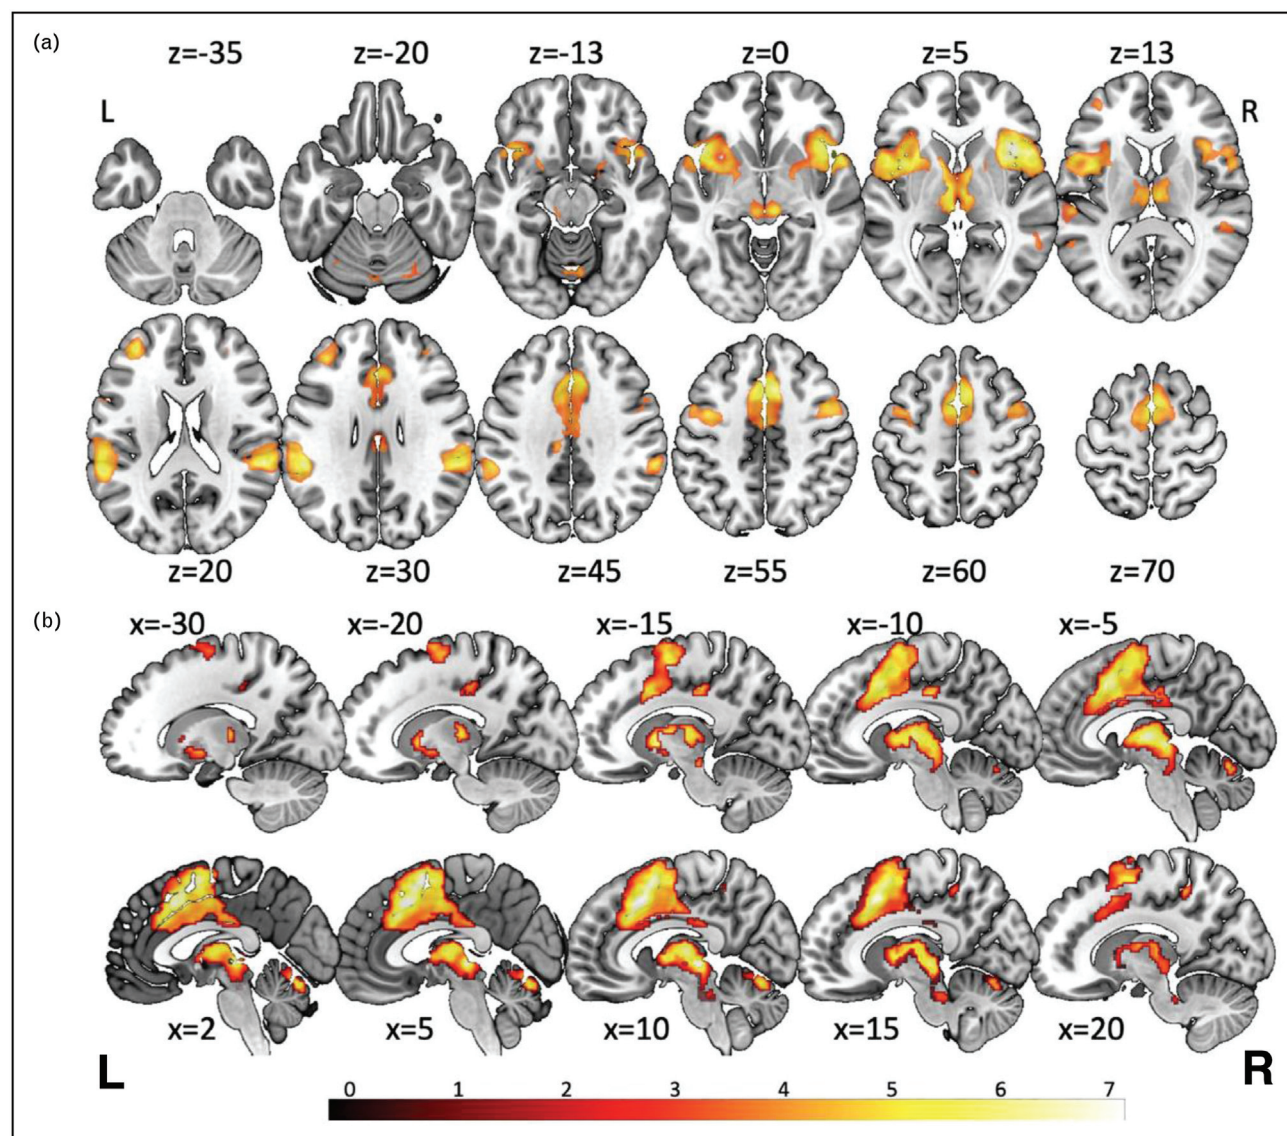 (a)
z=-35 z=-20 z=-13 z=0 z=5 z=13
L R
z=20 z=30 z=45 z=55 z=60 z=70
(b)
x=-30 x=-20 x=-15 x=-10 x=-5
x=2 x=5 x=10 x=15 x=20
L R
0 1 2 3 4 5 6 7